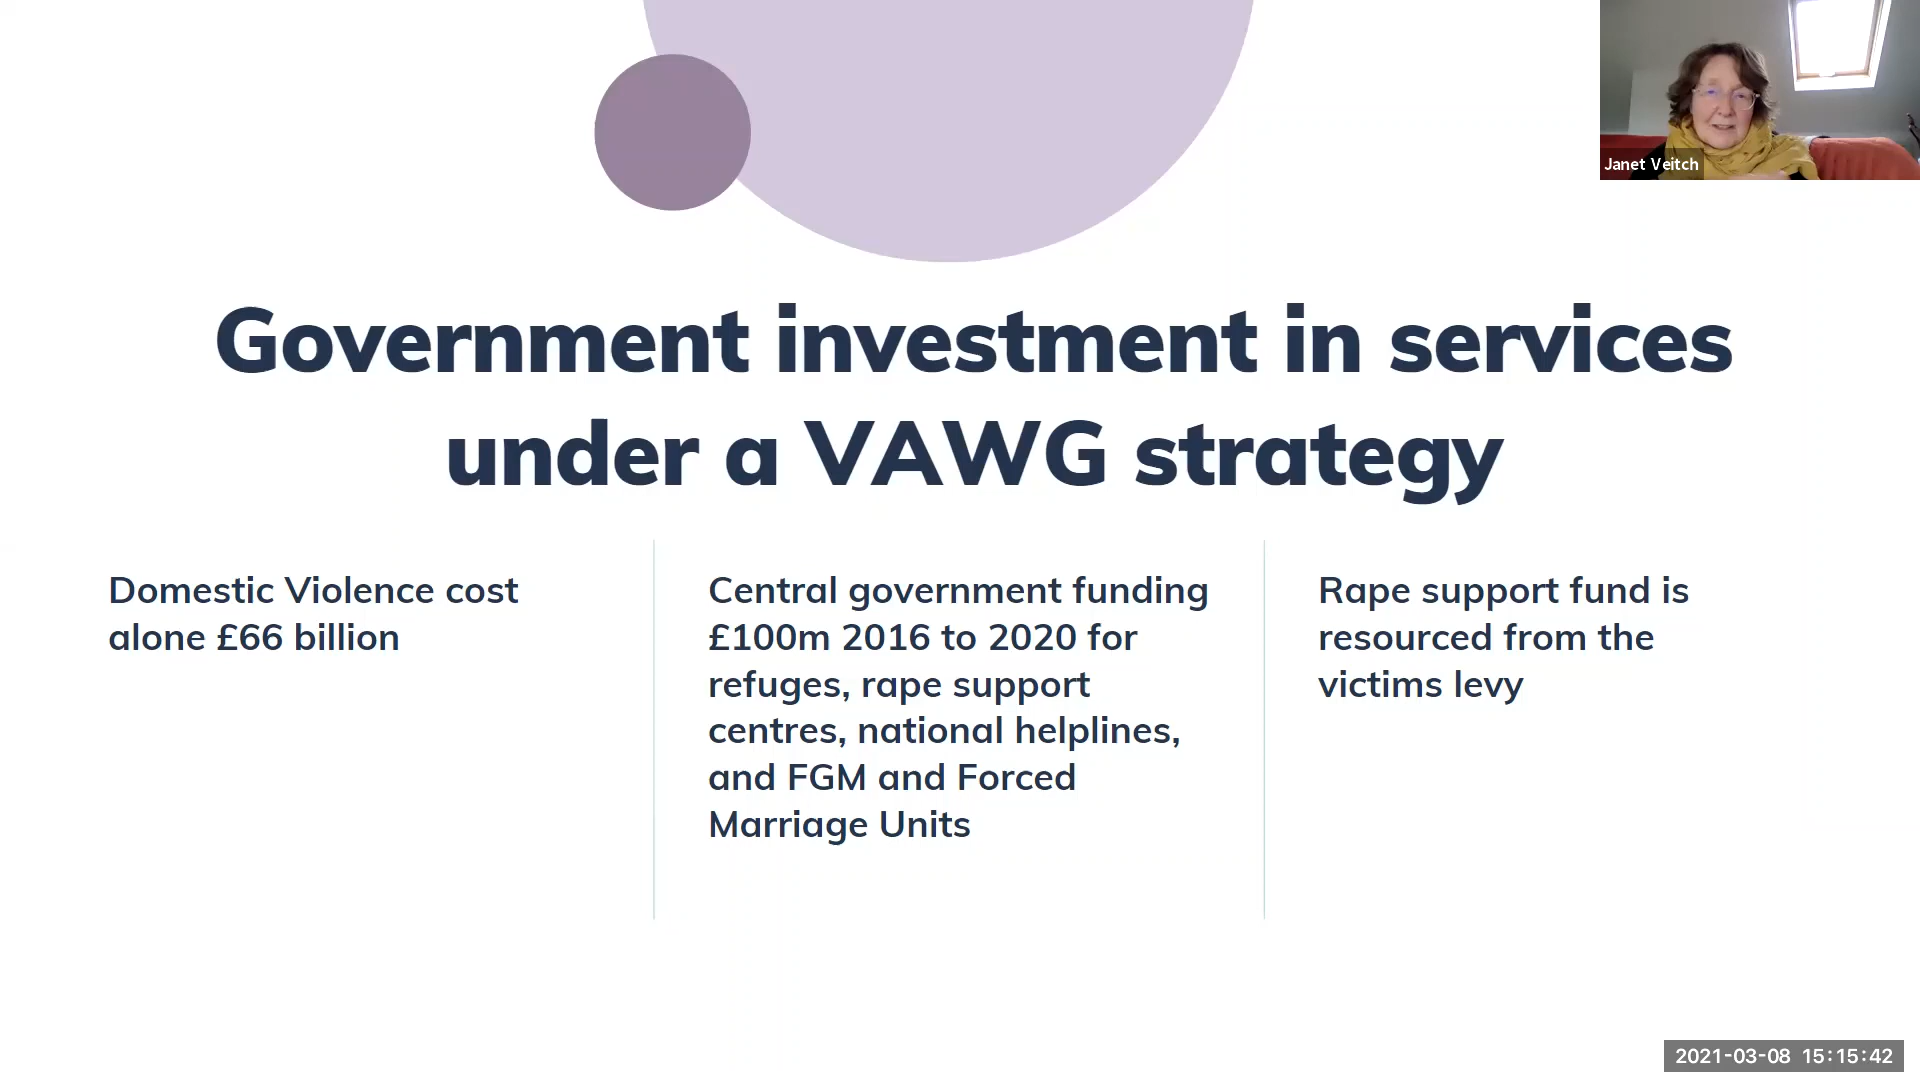 Janet Veitch
Government investment in services
under a VAWG strategy
Domestic Violence cost
alone £66 billion
Central government funding
£100m 2016 to 2020 for
refuges, rape support
centres, national helplines,
and FGM and Forced
Marriage Units
Rape support fund is
resourced from the
victims levy
2021-03-08 15:15:42